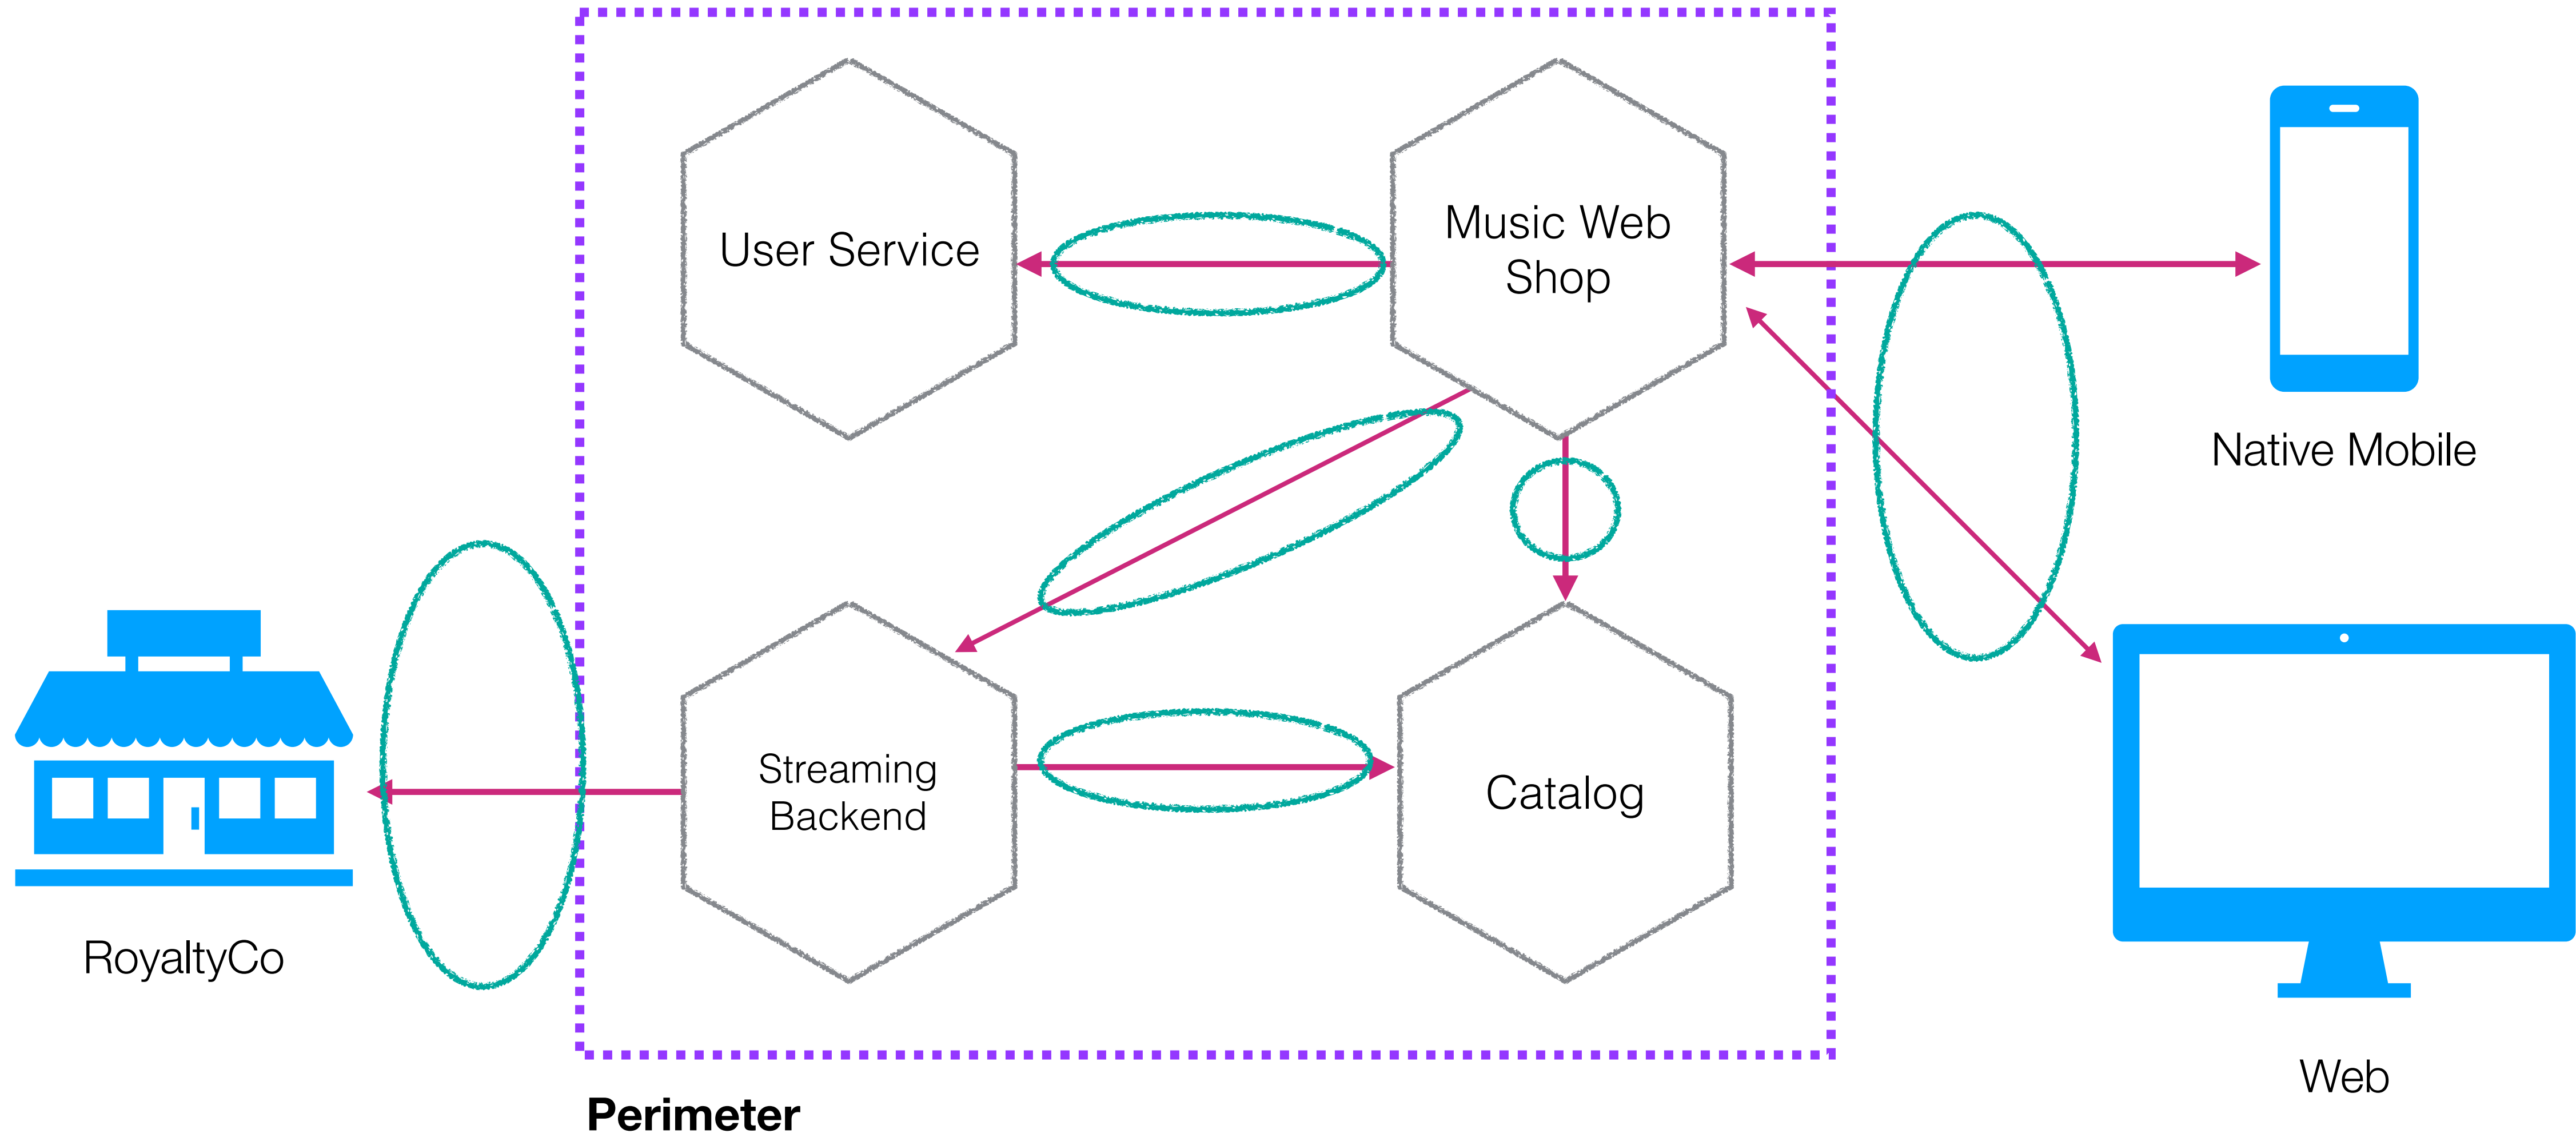 User Service
Music Web
Shop
Native Mobile
Streaming
Backend
Catalog
RoyaltyCo
Web
Perimeter